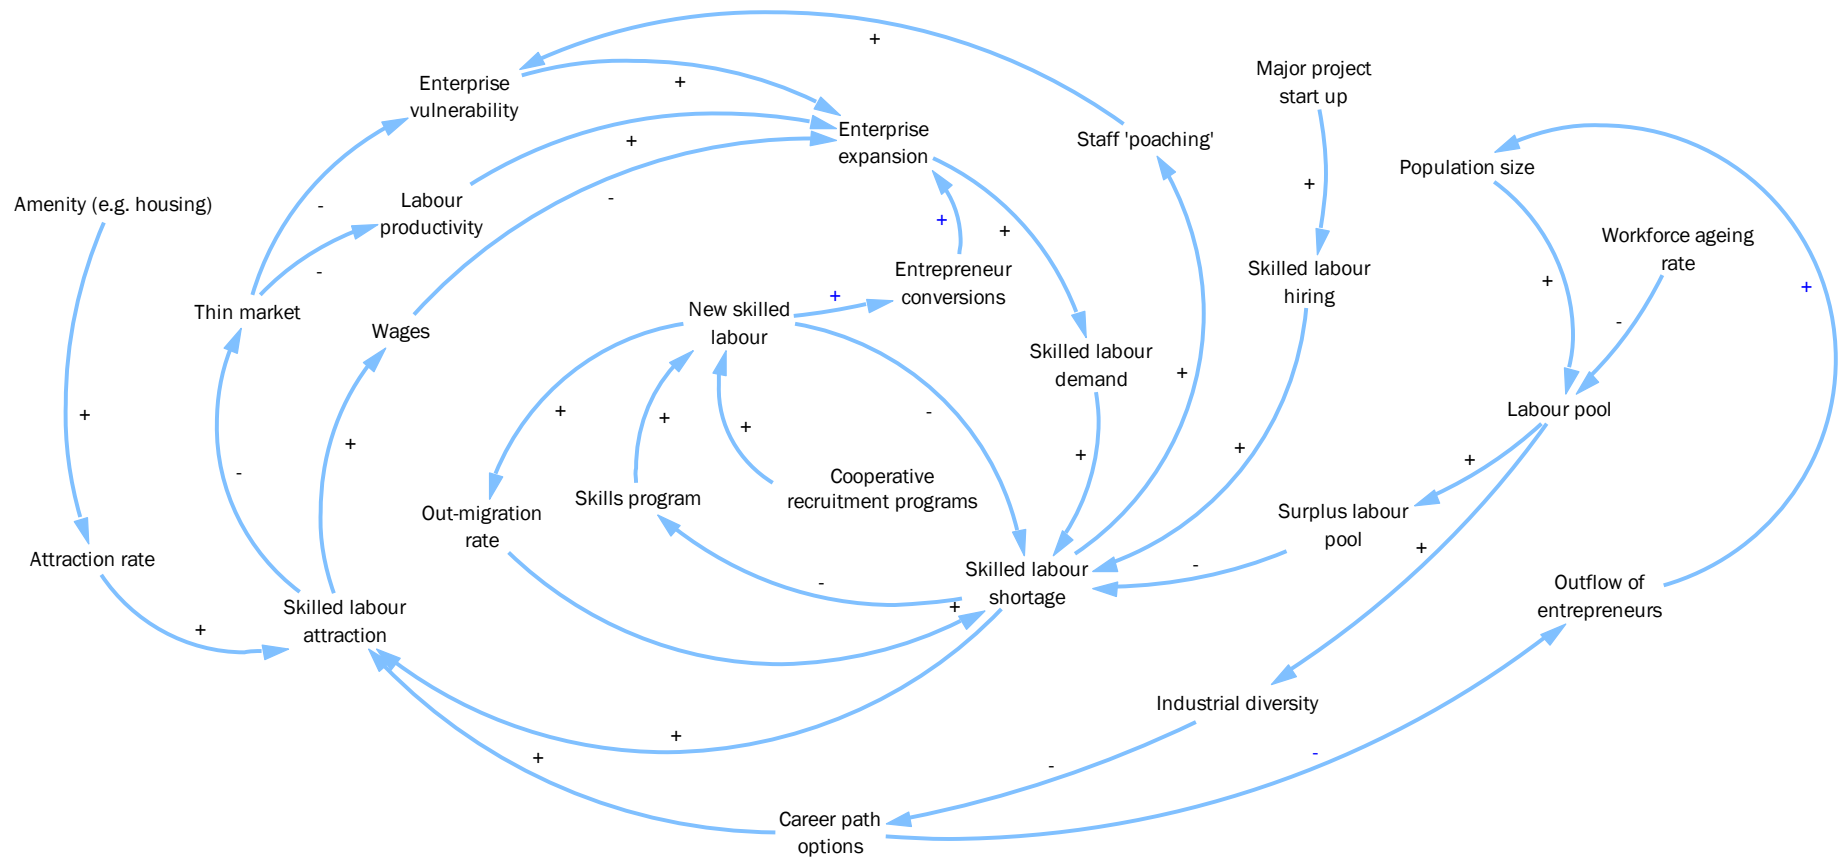 +
Major project
start up
Enterprise
vulnerability
+
Enterprise
expansion
Staff 'poaching'
+
Population size
Amenity (e.g. housing)
-
Labour
productivity
-
+
+
+
+
Workforce ageing
rate
-
Entrepreneur
conversions
Skilled labour
hiring
+
+
Thin market
Wages
New skilled
labour
+
-
Skilled labour
demand
+
Labour pool
+
+
+
-
+
+
+
+
+
-
Skills program
Cooperative
recruitment programs
Out-migration
rate
Surplus labour
pool
+
-
Attraction rate
Skilled labour
shortage
-
+
Outflow of
entrepreneurs
Skilled labour
attraction
+
Industrial diversity
+
+
-
-
Career path
options